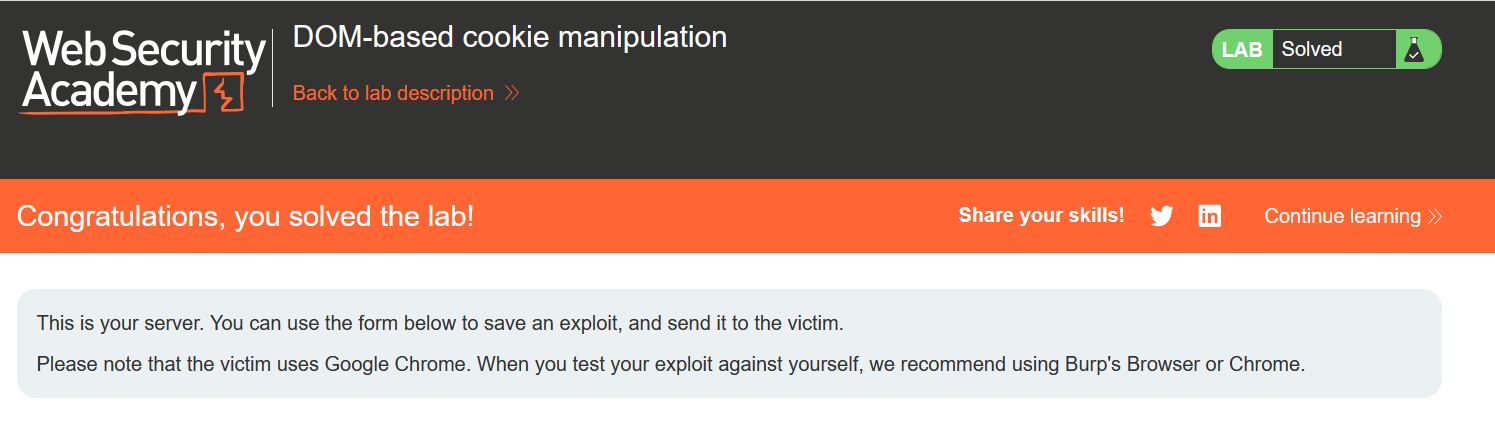 Web Security
Academy
DOM-based cookie manipulation
Back to lab description
LAB Solved
Congratulations, you solved the lab!
Share your skills!
Continue learning
This is your server. You can use the form below to save an exploit, and send it to the victim.
Please note that the victim uses Google Chrome. When you test your exploit against yourself, we recommend using Burp's Browser or Chrome.